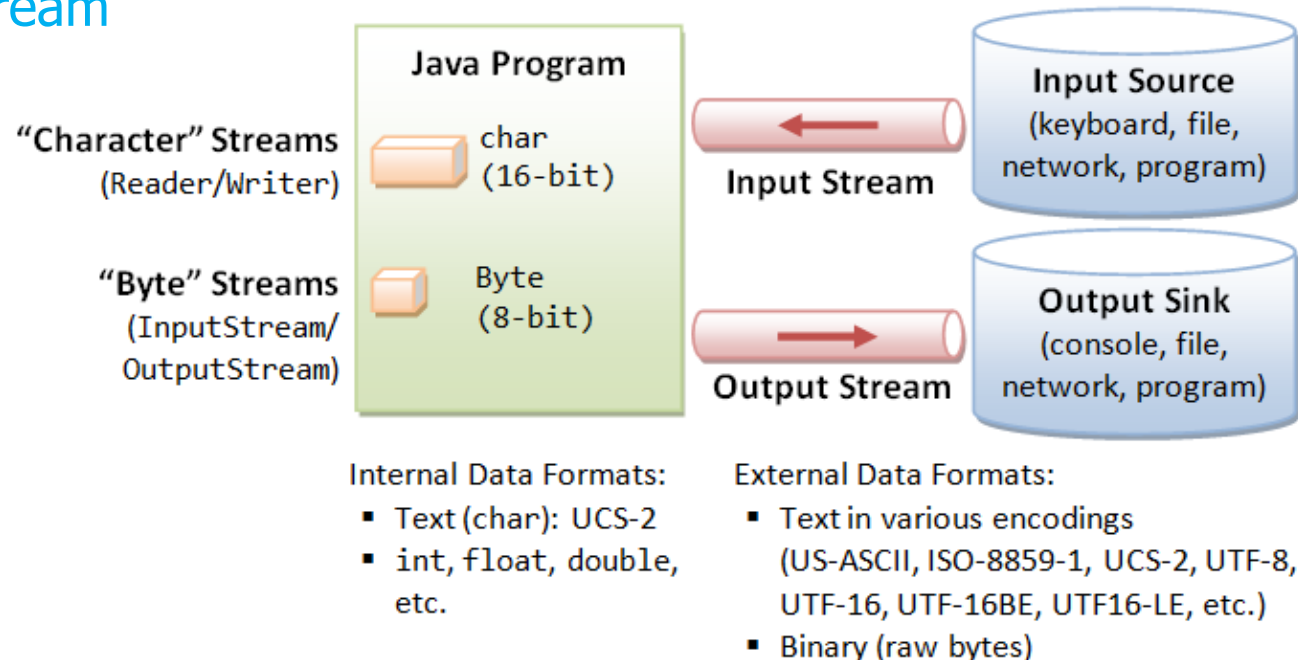 Java Program
"Character" Streams
(Reader/Writer)
char
(16-bit)
"Byte" Streams
(InputStream/
OutputStream)
Byte
(8-bit)
Input Stream
Input Source
(keyboard, file,
network, program)
Output Stream
Output Sink
(console, file,
network, program)
Internal Data Formats:
▪ Text (char): UCS-2
▪ int, float, double,
etc.
External Data Formats:
▪ Text in various encodings
(US-ASCII, ISO-8859-1, UCS-2, UTF-8,
UTF-16, UTF-16BE, UTF16-LE, etc.)
▪ Binary (raw bytes)